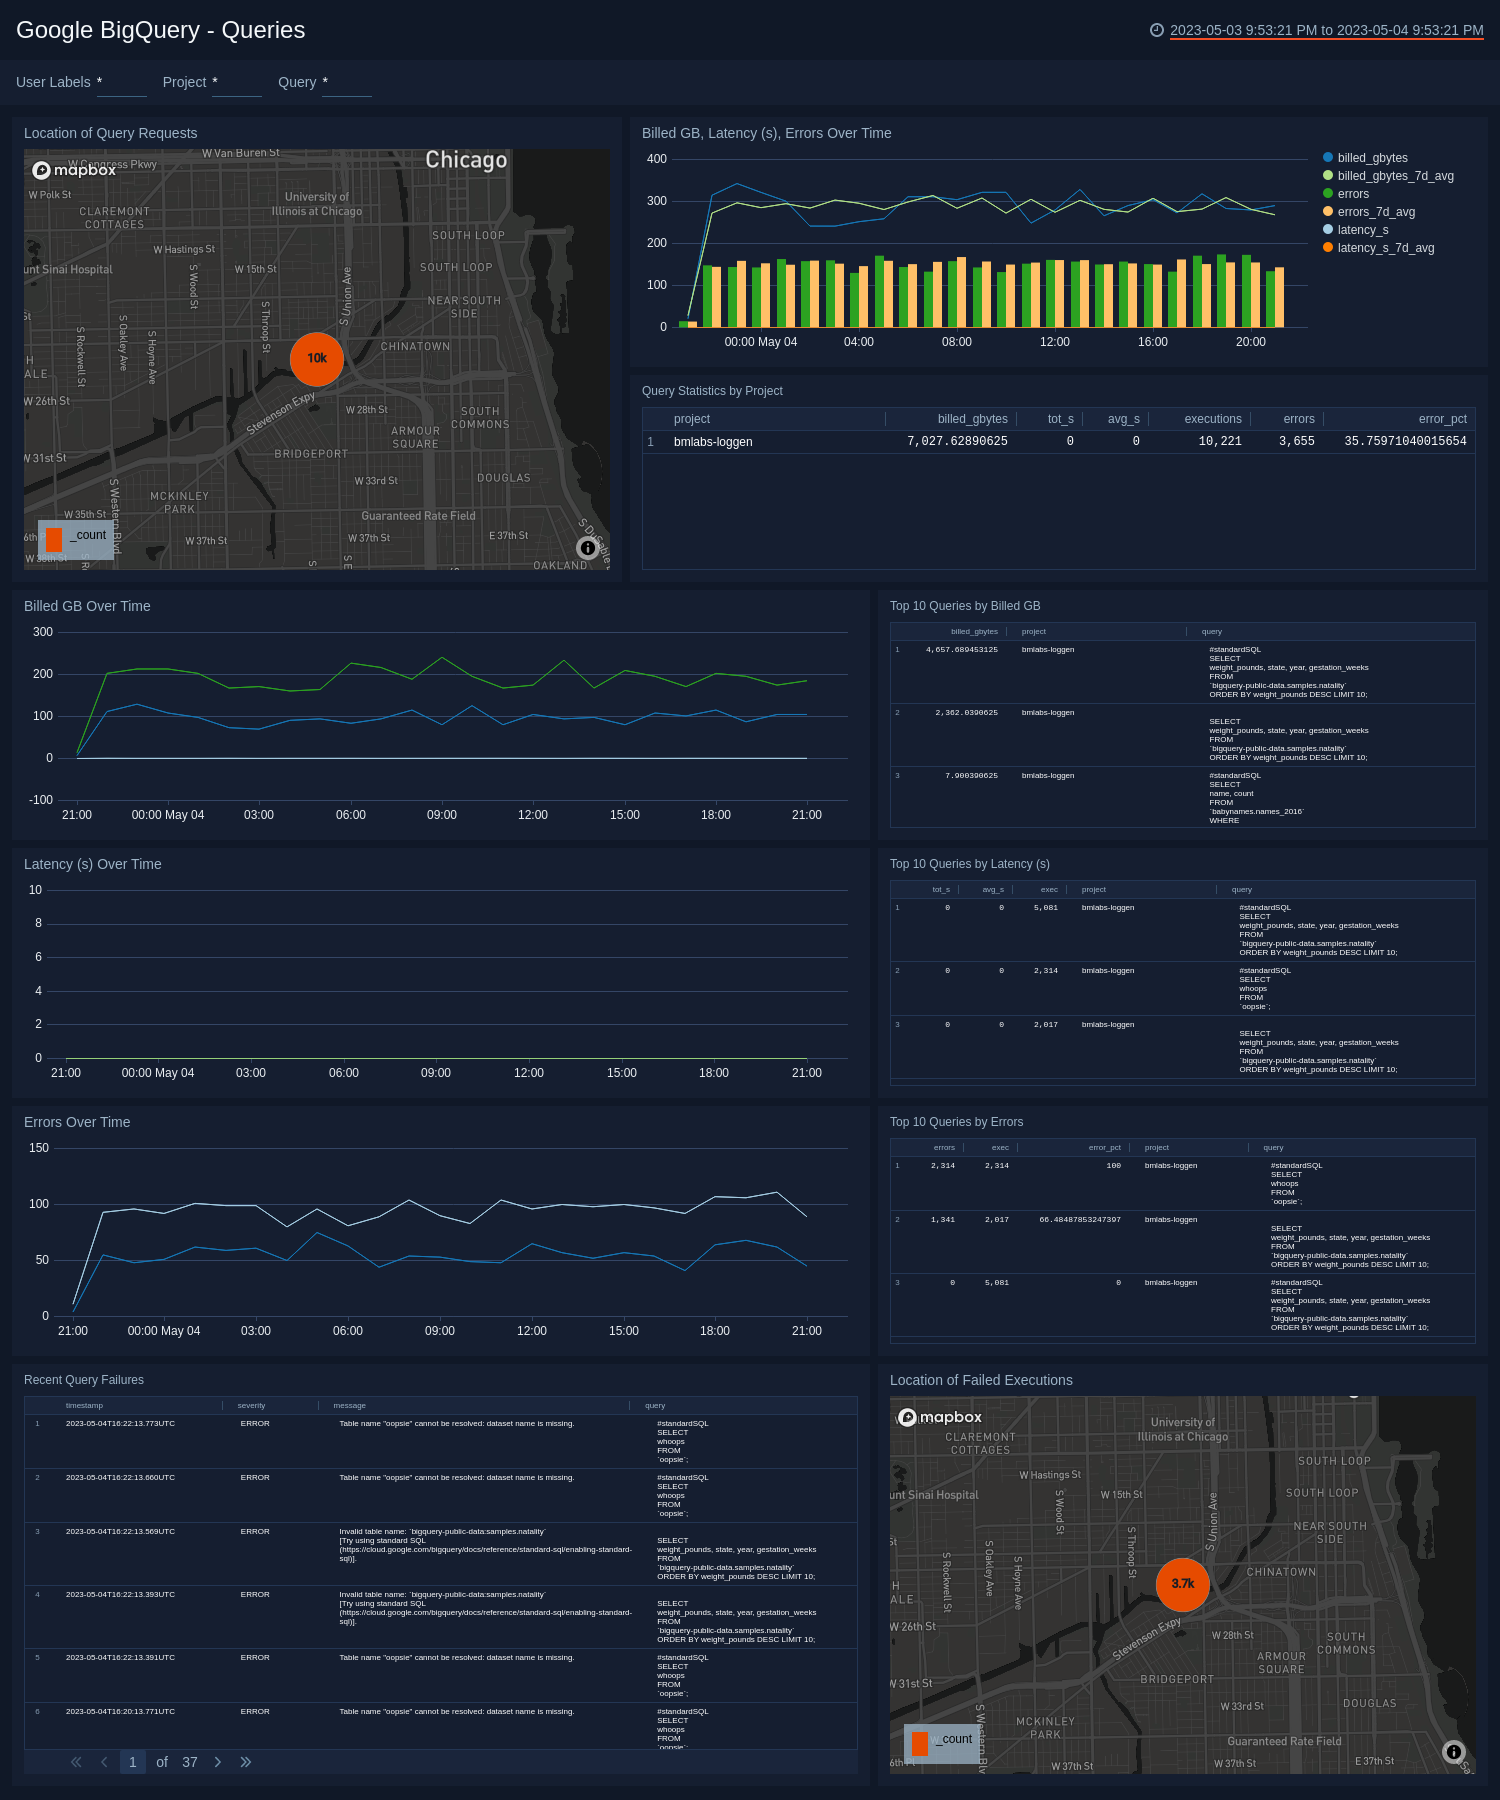 Google BigQuery - Queries
2023-05-03 9:53:21 PM to 2023-05-04 9:53:21 PM
User Labels * Project * Query *
Location of Query Requests
mapbox
W Congress Pkwy
W Van Buren St
Chicago
W Polk St
University of
Illinois at Chicago
CLAREMONT
COTTAGES
SOUTH LOOP
W Hastings St
unt Sinai Hospital
W 15th St
SOUTH LOOP
S Wood St
S Union Ave
NEAR SOUTH
SIDE
S Throop St
S Oakley Ave
S Rockwell St
S Hoyne Ave
CHINATOWN
10k
H
ALE
W 26th St
Stevenson Expy
W 28th St
SOUTH
COMMONS
ARMOUR
SQUARE
BRIDGEPORT
W 31st St
W 33rd St
DOUGLAS
S Western Blvd
MCKINLEY
PARK
W 35th St
Guaranteed Rate Field
_count
W 37th St
W 37th St
E 37th St
OAKLAND
Billed GB, Latency (s), Errors Over Time
400
300
200
100
0
00:00 May 04 04:00 08:00 12:00 16:00 20:00
billed_gbytes
billed_gbytes_7d_avg
errors
errors_7d_avg
latency_s
latency_s_7d_avg
Query Statistics by Project
project billed_gbytes tot_s avg_s executions errors error_pct
1 bmlabs-loggen 7,027.62890625 0 0 10,221 3,655 35.75971040015654
Billed GB Over Time
300
200
100
0
-100
21:00 00:00 May 04 03:00 06:00 09:00 12:00 15:00 18:00 21:00
Top 10 Queries by Billed GB
billed_gbytes project query
1 4,657.689453125 bmlabs-loggen #standardSQL
SELECT
weight_pounds, state, year, gestation_weeks
FROM
`bigquery-public-data.samples.natality`
ORDER BY weight_pounds DESC LIMIT 10;
2 2,362.0390625 bmlabs-loggen
SELECT
weight_pounds, state, year, gestation_weeks
FROM
`bigquery-public-data.samples.natality`
ORDER BY weight_pounds DESC LIMIT 10;
3 7.900390625 bmlabs-loggen #standardSQL
SELECT
name, count
FROM
`babynames.names_2016`
WHERE
Latency (s) Over Time
10
8
6
4
2
0
21:00 00:00 May 04 03:00 06:00 09:00 12:00 15:00 18:00 21:00
Top 10 Queries by Latency (s)
tot_s avg_s exec project query
1 0 0 5,081 bmlabs-loggen #standardSQL
SELECT
weight_pounds, state, year, gestation_weeks
FROM
`bigquery-public-data.samples.natality`
ORDER BY weight_pounds DESC LIMIT 10;
2 0 0 2,314 bmlabs-loggen #standardSQL
SELECT
whoops
FROM
`oopsie`;
3 0 0 2,017 bmlabs-loggen
SELECT
weight_pounds, state, year, gestation_weeks
FROM
`bigquery-public-data.samples.natality`
ORDER BY weight_pounds DESC LIMIT 10;
Errors Over Time
150
100
50
0
21:00 00:00 May 04 03:00 06:00 09:00 12:00 15:00 18:00 21:00
Top 10 Queries by Errors
errors exec error_pct project query
1 2,314 2,314 100 bmlabs-loggen #standardSQL
SELECT
whoops
FROM
`oopsie`;
2 1,341 2,017 66.48487853247397 bmlabs-loggen
SELECT
weight_pounds, state, year, gestation_weeks
FROM
`bigquery-public-data.samples.natality`
ORDER BY weight_pounds DESC LIMIT 10;
3 0 5,081 0 bmlabs-loggen #standardSQL
SELECT
weight_pounds, state, year, gestation_weeks
FROM
`bigquery-public-data.samples.natality`
ORDER BY weight_pounds DESC LIMIT 10;
Recent Query Failures
timestamp severity message query
1 2023-05-04T16:22:13.773UTC ERROR Table name "oopsie" cannot be resolved: dataset name is missing. #standardSQL
SELECT
whoops
FROM
`oopsie`;
2 2023-05-04T16:22:13.660UTC ERROR Table name "oopsie" cannot be resolved: dataset name is missing. #standardSQL
SELECT
whoops
FROM
`oopsie`;
3 2023-05-04T16:22:13.569UTC ERROR Invalid table name: `bigquery-public-data:samples.natality`
[Try using standard SQL SELECT
(https://cloud.google.com/bigquery/docs/reference/standard-sql/enabling-standard- weight_pounds, state, year, gestation_weeks
sql)]. FROM
`bigquery-public-data.samples.natality`
ORDER BY weight_pounds DESC LIMIT 10;
4 2023-05-04T16:22:13.393UTC ERROR Invalid table name: `bigquery-public-data:samples.natality`
[Try using standard SQL SELECT
(https://cloud.google.com/bigquery/docs/reference/standard-sql/enabling-standard- weight_pounds, state, year, gestation_weeks
sql)]. FROM
`bigquery-public-data.samples.natality`
ORDER BY weight_pounds DESC LIMIT 10;
5 2023-05-04T16:22:13.391UTC ERROR Table name "oopsie" cannot be resolved: dataset name is missing. #standardSQL
SELECT
whoops
FROM
`oopsie`;
6 2023-05-04T16:20:13.771UTC ERROR Table name "oopsie" cannot be resolved: dataset name is missing. #standardSQL
SELECT
whoops
FROM
`oopsie`;
1 of 37
Location of Failed Executions
mapbox
University of
Illinois at Chicago
CLAREMONT
COTTAGES
SOUTH LOOP
W Hastings St
unt Sinai Hospital
W 15th St
SOUTH LOOP
S Wood St
S Union Ave
NEAR SOUTH
SIDE
S Throop St
S Oakley Ave
S Rockwell St
S Hoyne Ave
CHINATOWN
3.7k
H
ALE
W 26th St
Stevenson Expy
W 28th St
SOUTH
COMMONS
ARMOUR
SQUARE
BRIDGEPORT
W 31st St
W 33rd St
DOUGLAS
MCKINLEY
PARK
Guaranteed Rate Field
_count
W 37th St
W 37th St
E 37th St